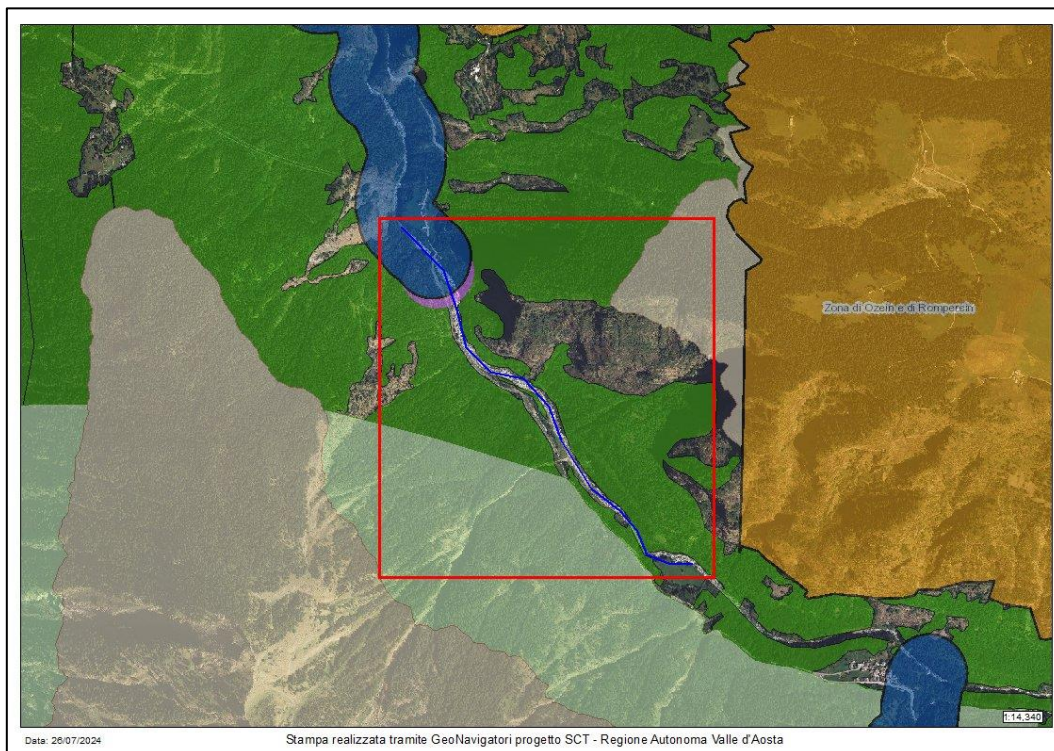 Zona di Ozein e di Rompersin
1:14,340
Data: 26/07/2024
Stampa realizzata tramite GeoNavigatori progetto SCT - Regione Autonoma Valle d'Aosta